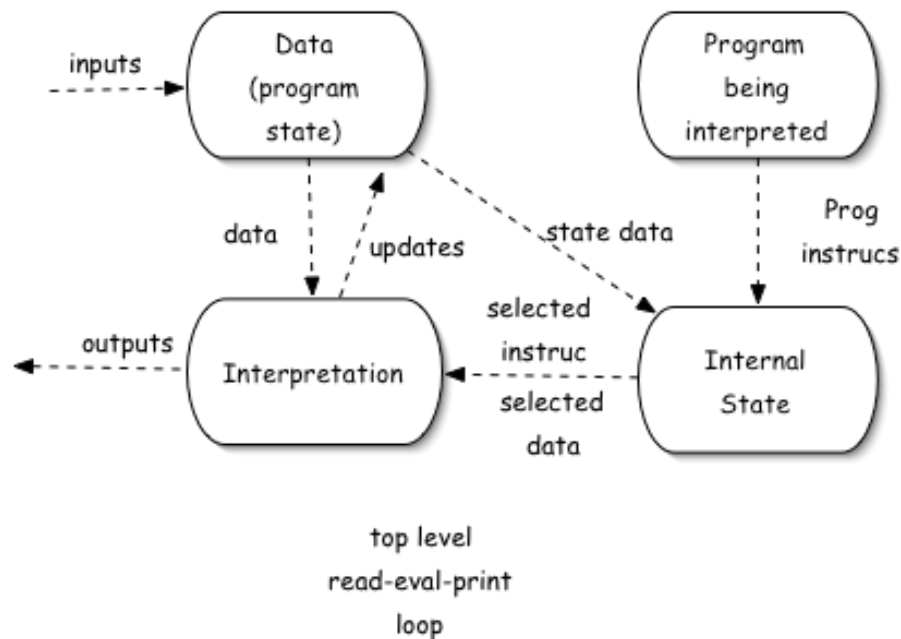 inputs
Data
(program
state)
Program
being
interpreted
data
updates
state data
Prog
instrucs
outputs
Interpretation
selected
instruc
selected
data
Internal
State
top level
read-eval-print
loop